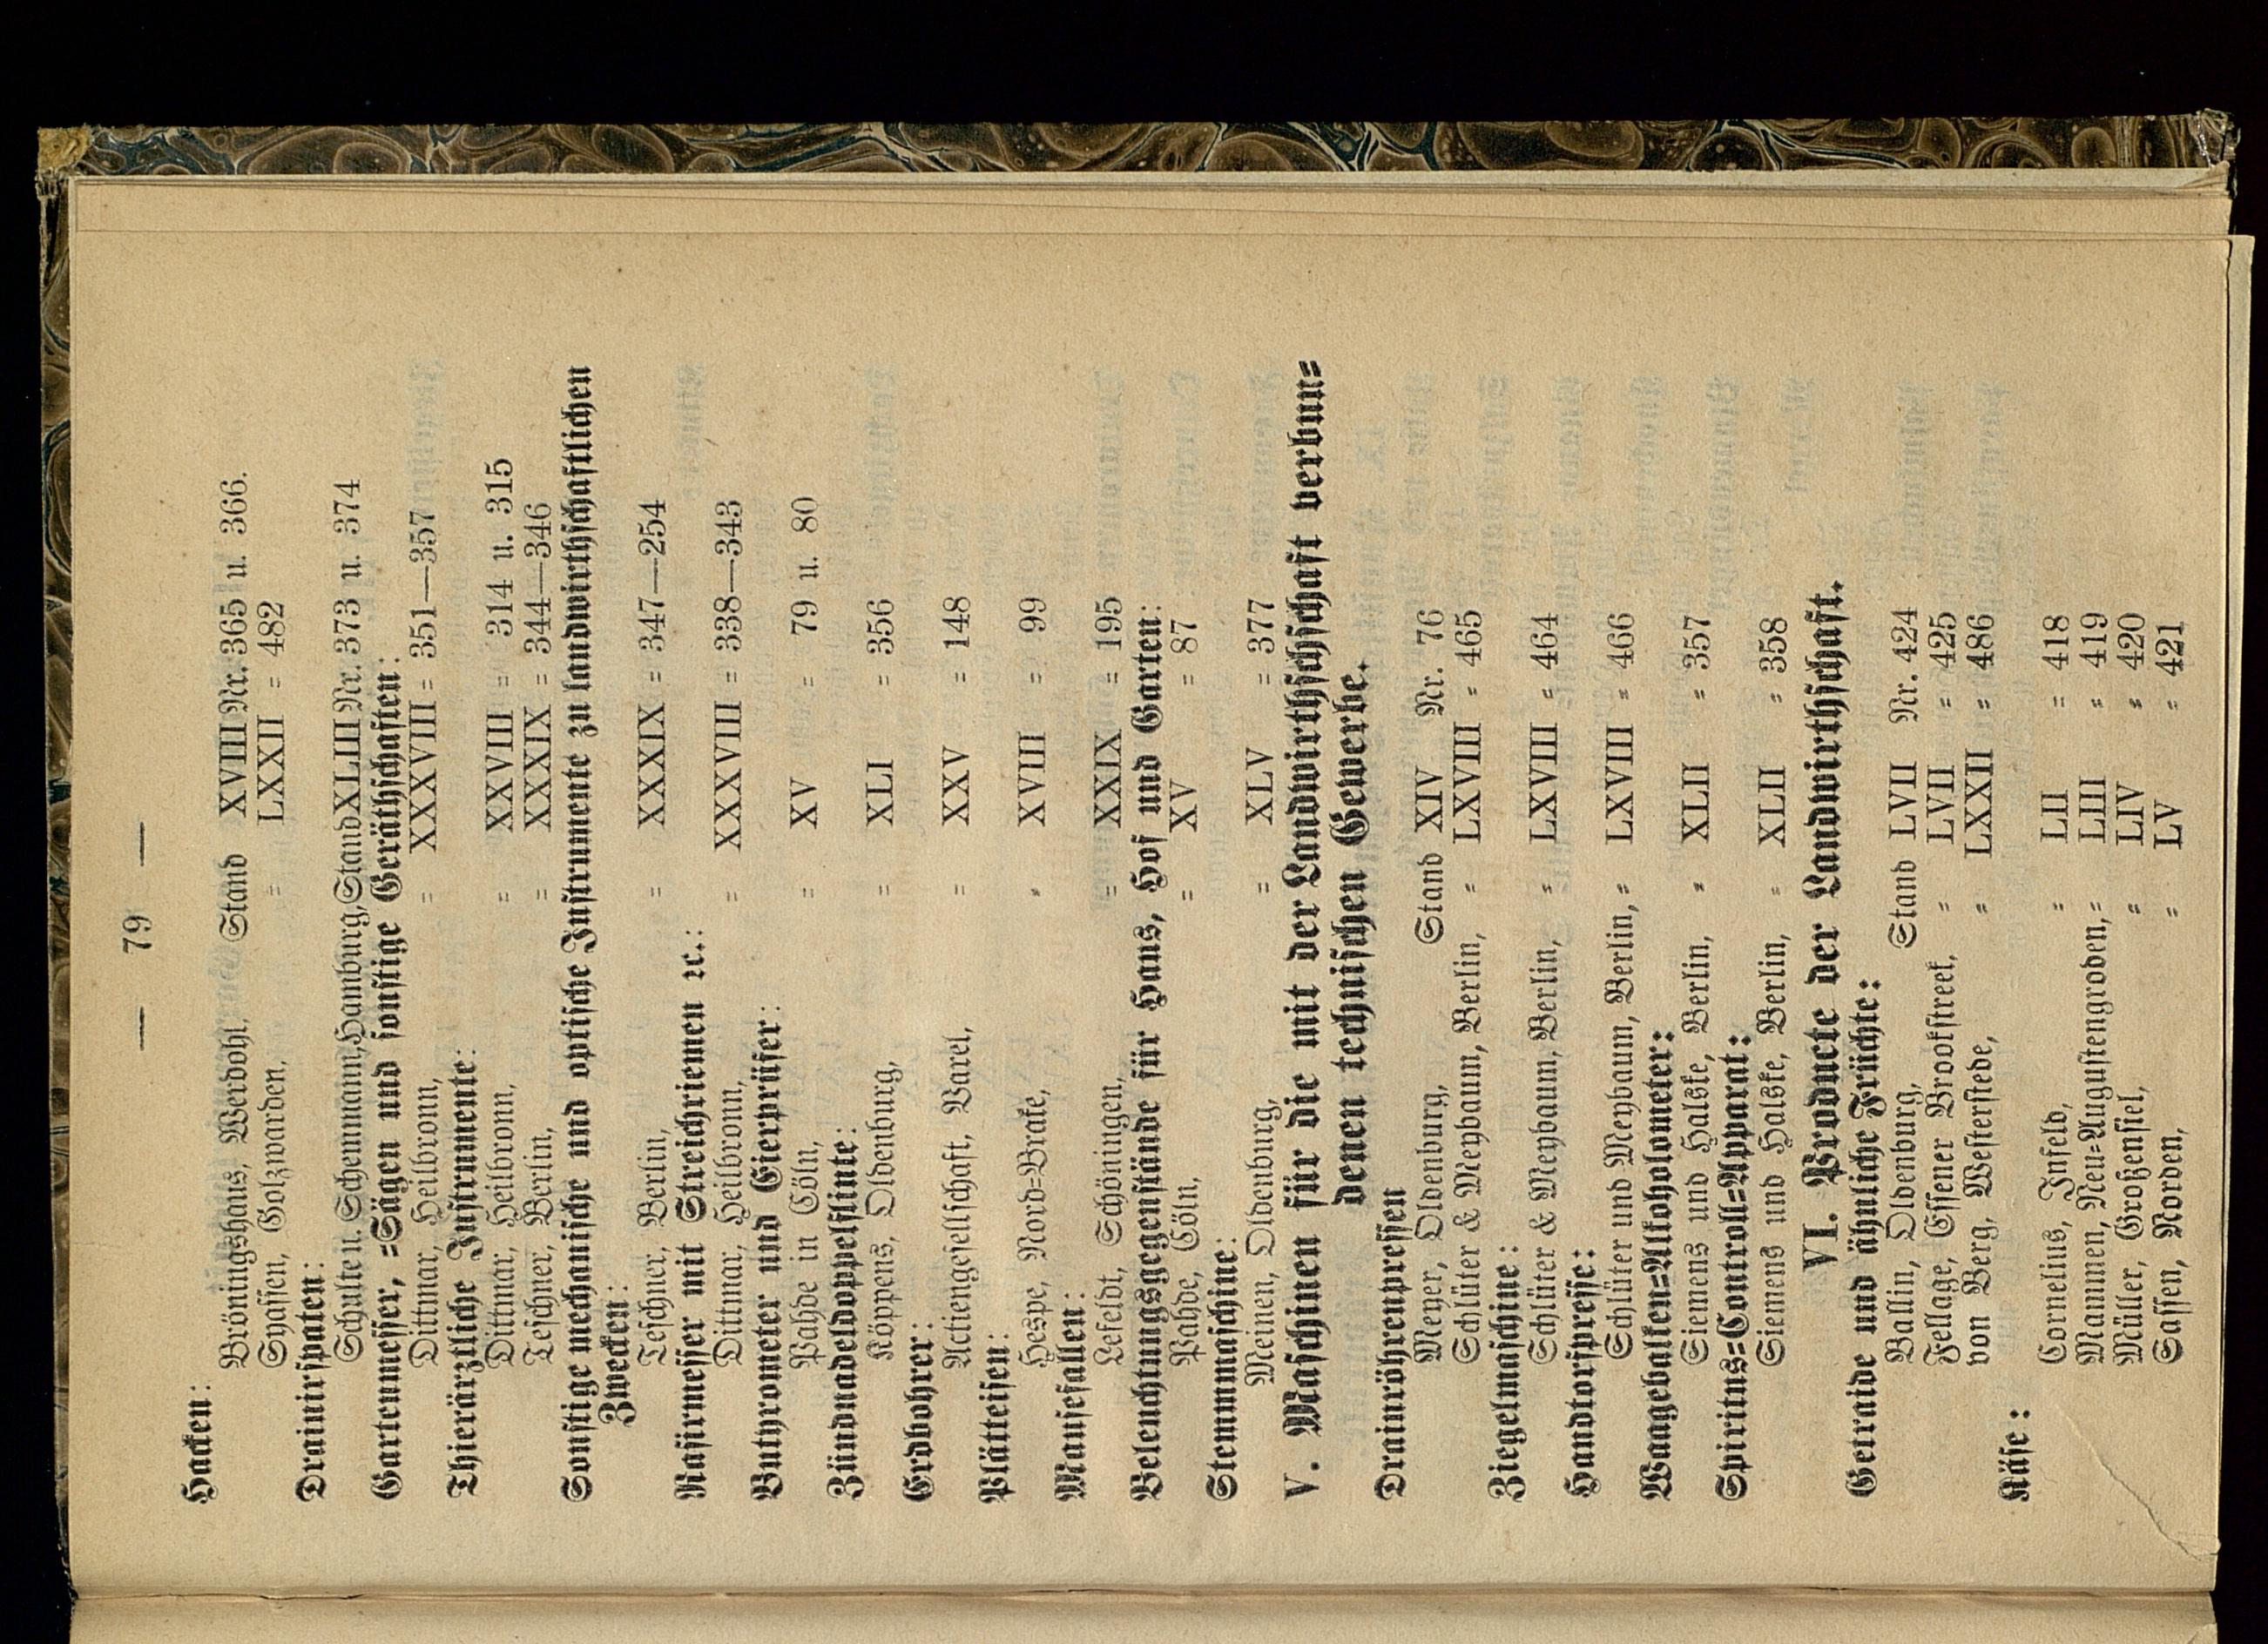 — 79 —
Hacken:
Bröningshaus, Werdohl, Stand XVIII Nr. 365 u. 366.
Syassen, Golzwarden, = LXXII = 482
Drainirspaten:
Schulte u. Schemmann, Hamburg, Stand XLIII Nr. 373 u. 374
Gartenmesser, =Sägen und sonstige Geräthschaften:
Dittmar, Heilbronn, = XXXVIII = 351—357
Thierärztliche Instrumente:
Dittmar, Heilbronn, = XXVIII = 314 u. 315
Teschner, Berlin, = XXXIX = 344—346
Sonstige mechanische und optische Instrumente zu landwirthschaftlichen
Zwecken:
Teschner, Berlin, = XXXIX = 347—254
Rasirmesser mit Streichriemen ꝛc.:
Dittmar, Heilbronn, = XXXVIII = 338—343
Buthyrometer und Eierprüfer:
Pahde in Cöln, = XV = 79 u. 80
Zündnadeldoppelflinte:
Köppens, Oldenburg, = XLI = 356
Erdbohrer:
Actiengesellschaft, Varel, = XXV = 148
Plätteisen:
Hespe, Nord=Brake, = XVIII = 99
Mausefallen:
Lefeldt, Schöningen, = XXIX = 195
Beleuchtungsgegenstände für Haus, Hof und Garten:
Pahde, Cöln, = XV = 87
Stemmmaschine:
Meinen, Oldenburg, = XLV = 377
V. Maschinen für die mit der Landwirthschschaft verbun=
denen technischen Gewerbe.
Drainröhrenpressen
Meyer, Oldenburg, Stand XIV Nr. 76
Schlüter & Meybaum, Berlin, = LXVIII = 465
Ziegelmaschine:
Schlüter & Meybaum, Berlin, = LXVIII = 464
Handtorfpresse:
Schlüter und Meybaum, Berlin, = LXVIII = 466
Waagebalken=Alkoholometer:
Siemens und Halske, Berlin, = XLII = 357
Spiritus=Controll=Apparat:
Siemens und Halske, Berlin, = XLII = 358
VI. Producte der Landwirthschaft.
Getraide und ähnliche Früchte:
Ballin, Oldenburg, Stand LVII Nr. 424
Fellage, Essener Brookstreek, = LVII = 425
von Berg, Westerstede, = LXXII = 486
Käse:
Cornelius, Infeld, = LII = 418
Mammen, Neu=Augustengroden, = LIII = 419
Müller, Großensiel, = LIV = 420
Sassen, Norden, = LV = 421